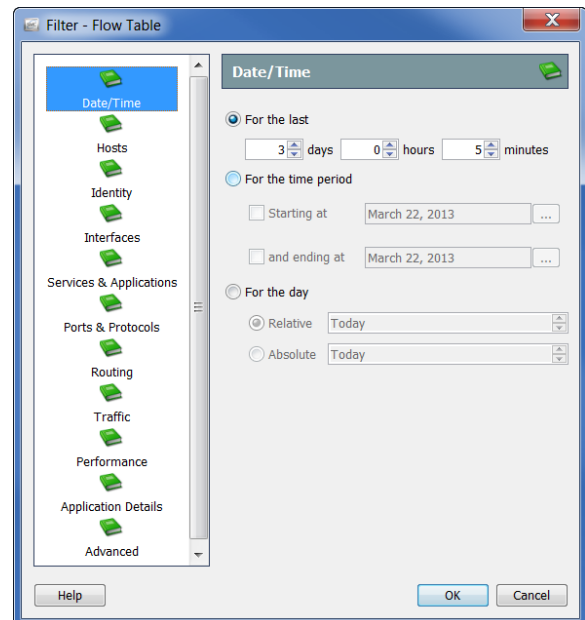 Filter - Flow Table
Date/Time
Hosts
Identity
Interfaces
Services & Applications
Ports & Protocols
Routing
Traffic
Performance
Application Details
Advanced
Date/Time
For the last
3 days 0 hours 5 minutes
For the time period
Starting at March 22, 2013 ...
and ending at March 22, 2013 ...
For the day
Relative Today
Absolute Today
Help OK Cancel